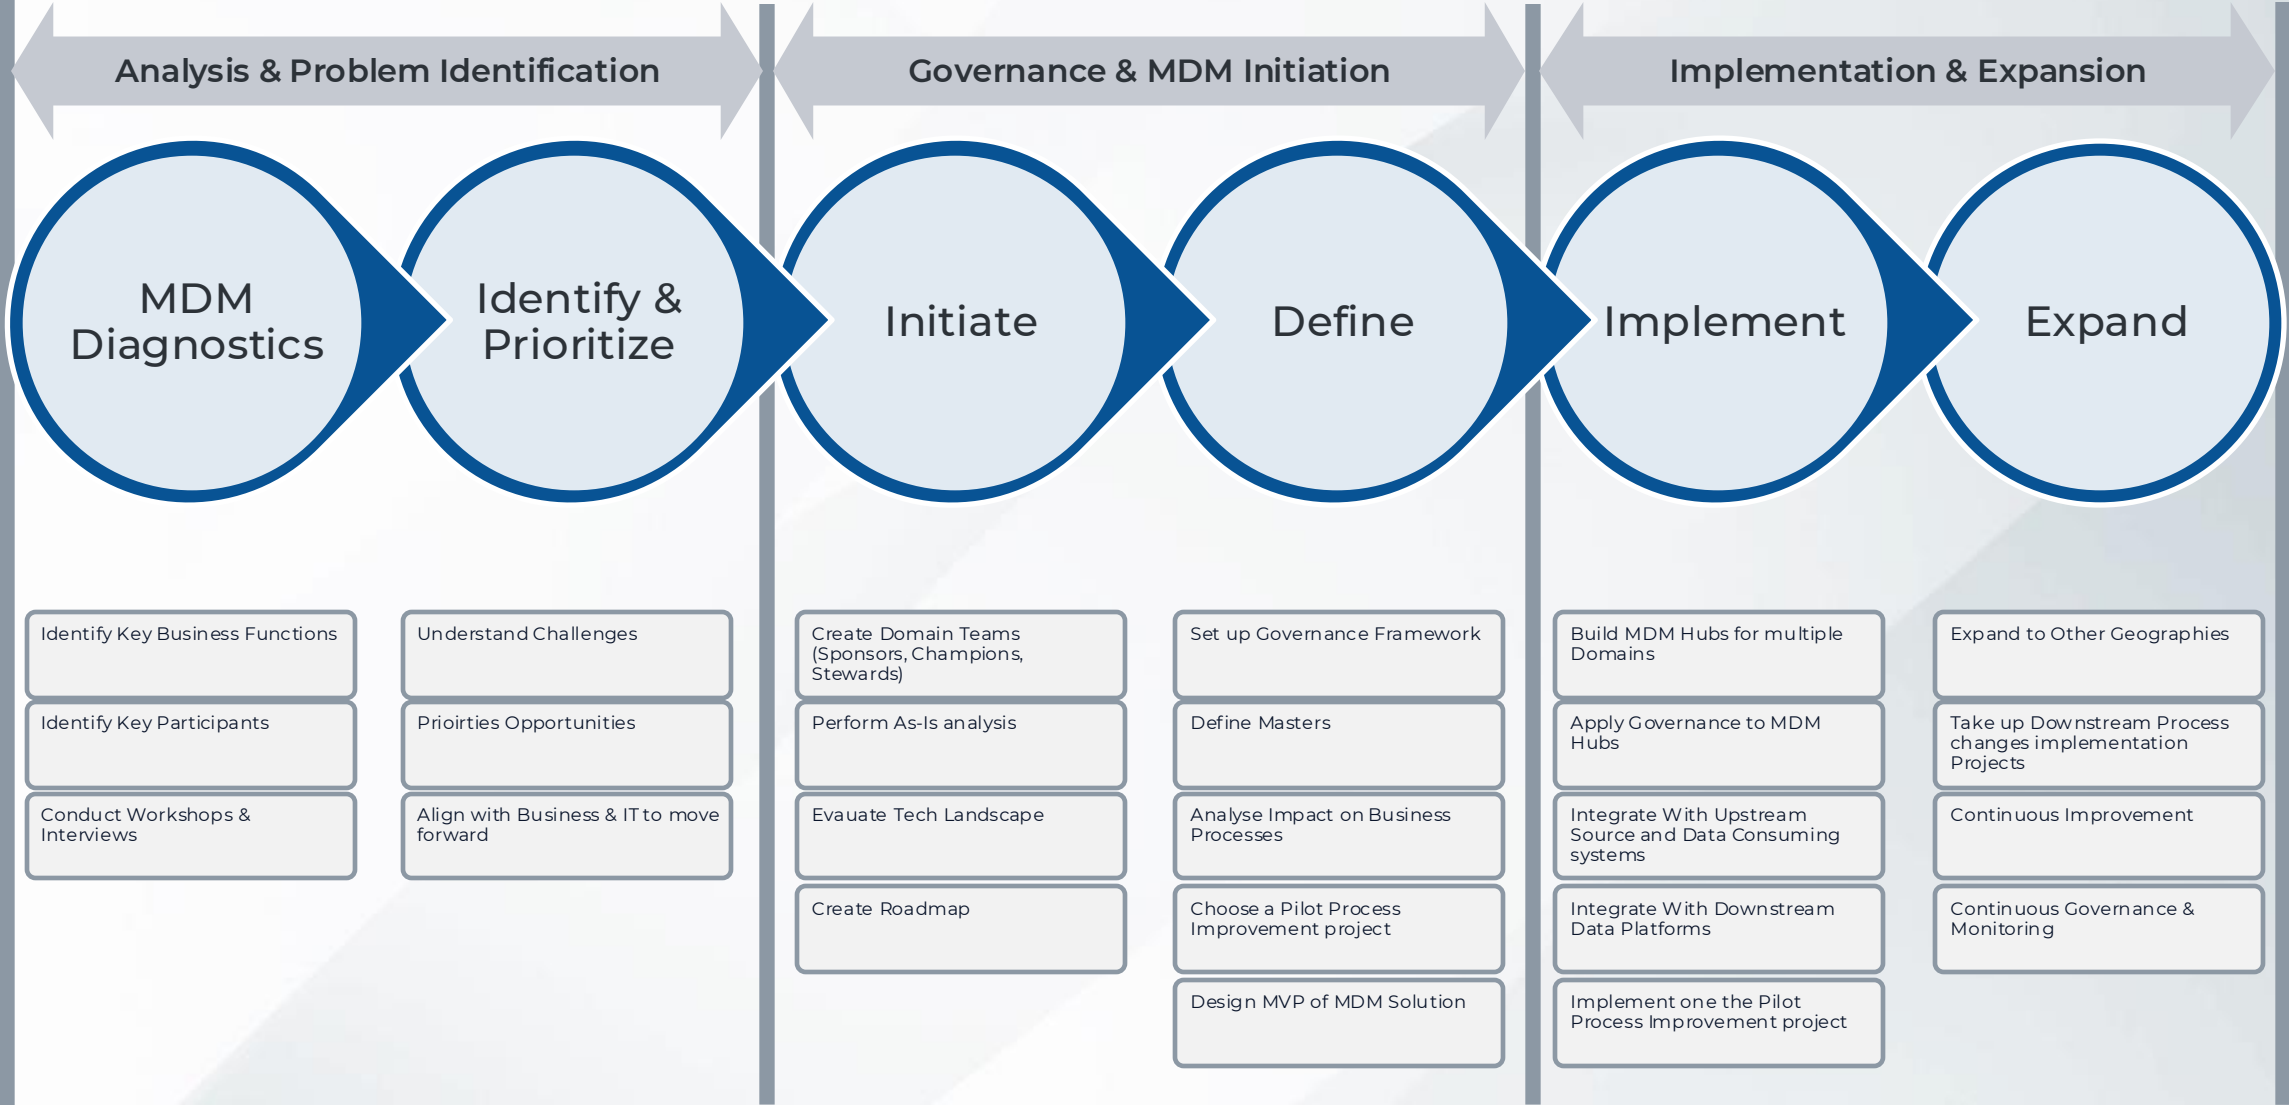 Analysis & Problem Identification
Governance & MDM Initiation
Implementation & Expansion
MDM
Diagnostics
Identify &
Prioritize
Initiate
Define
Implement
Expand
Identify Key Business Functions
Identify Key Participants
Conduct Workshops &
Interviews
Understand Challenges
Prioirties Opportunities
Align with Business & IT to move
forward
Create Domain Teams
(Sponsors, Champions,
Stewards)
Perform As-Is analysis
Evauate Tech Landscape
Create Roadmap
Set up Governance Framework
Define Masters
Analyse Impact on Business
Processes
Choose a Pilot Process
Improvement project
Design MVP of MDM Solution
Build MDM Hubs for multiple
Domains
Apply Governance to MDM
Hubs
Integrate With Upstream
Source and Data Consuming
systems
Integrate With Downstream
Data Platforms
Implement one the Pilot
Process Improvement project
Expand to Other Geographies
Take up Downstream Process
changes implementation
Projects
Continuous Improvement
Continuous Governance &
Monitoring